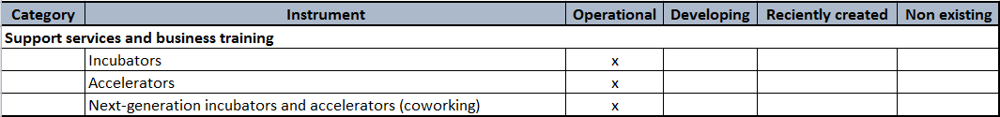 Category Instrument Operational Developing Reciently created Non existing
Support services and business training
Incubators x
Accelerators x
Next-generation incubators and accelerators (coworking) x